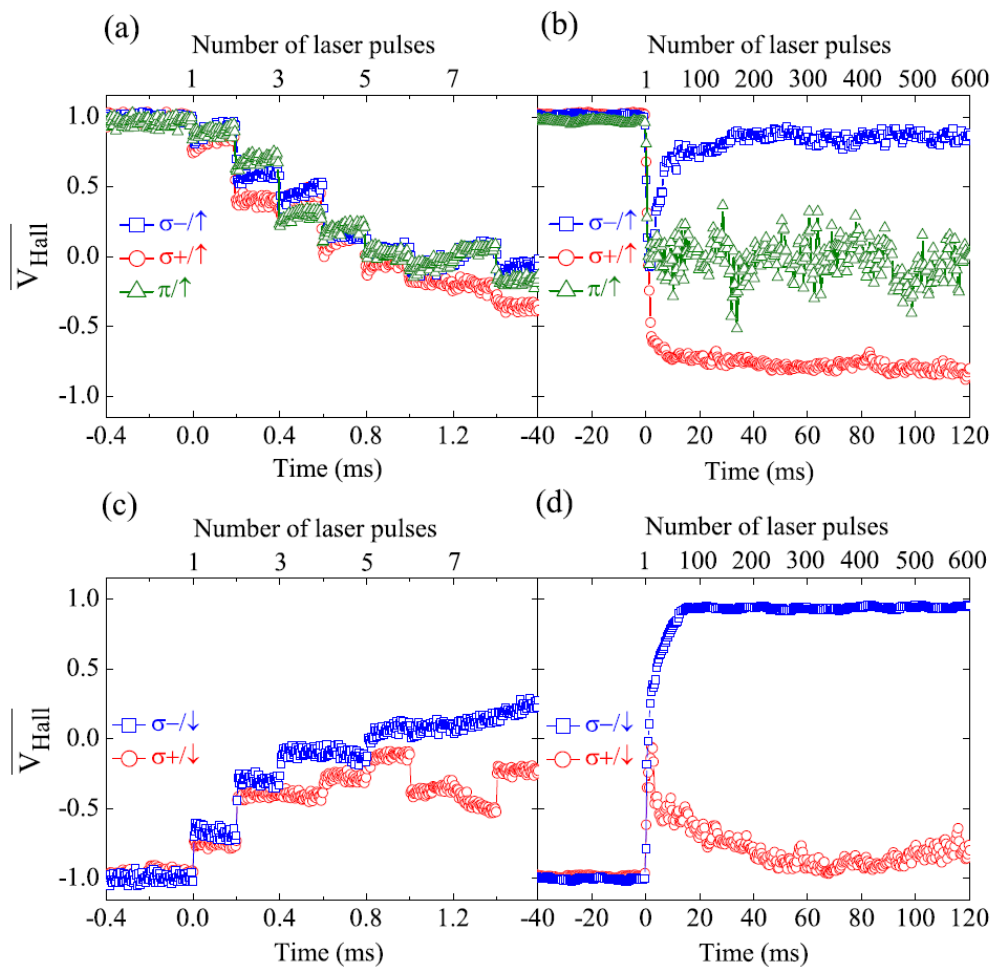 (a)
Number of laser pulses
1 3 5 7
(b)
Number of laser pulses
1 100 200 300 400 500 600
1.0
0.5
0.0
-0.5
-1.0
V_Hall
σ-/↑
σ+/↑
π/↑
σ-/↑
σ+/↑
π/↑
-0.4 0.0 0.4 0.8 1.2
-40 -20 0 20 40 60 80 100 120
Time (ms)
Time (ms)
(c)
Number of laser pulses
1 3 5 7
(d)
Number of laser pulses
1 100 200 300 400 500 600
1.0
0.5
0.0
-0.5
-1.0
V_Hall
σ-/↓
σ+/↓
σ-/↓
σ+/↓
-0.4 0.0 0.4 0.8 1.2
-40 -20 0 20 40 60 80 100 120
Time (ms)
Time (ms)